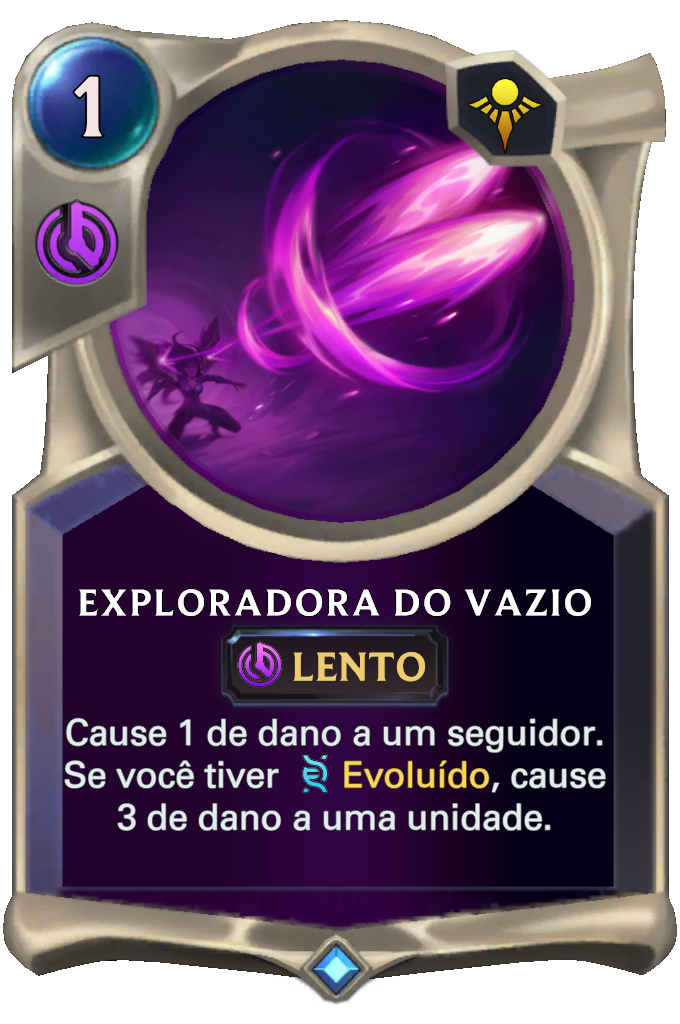 1
EXPLORADORA DO VAZIO
LENTO
Cause 1 de dano a um seguidor.
Se você tiver Evoluído, cause
3 de dano a uma unidade.